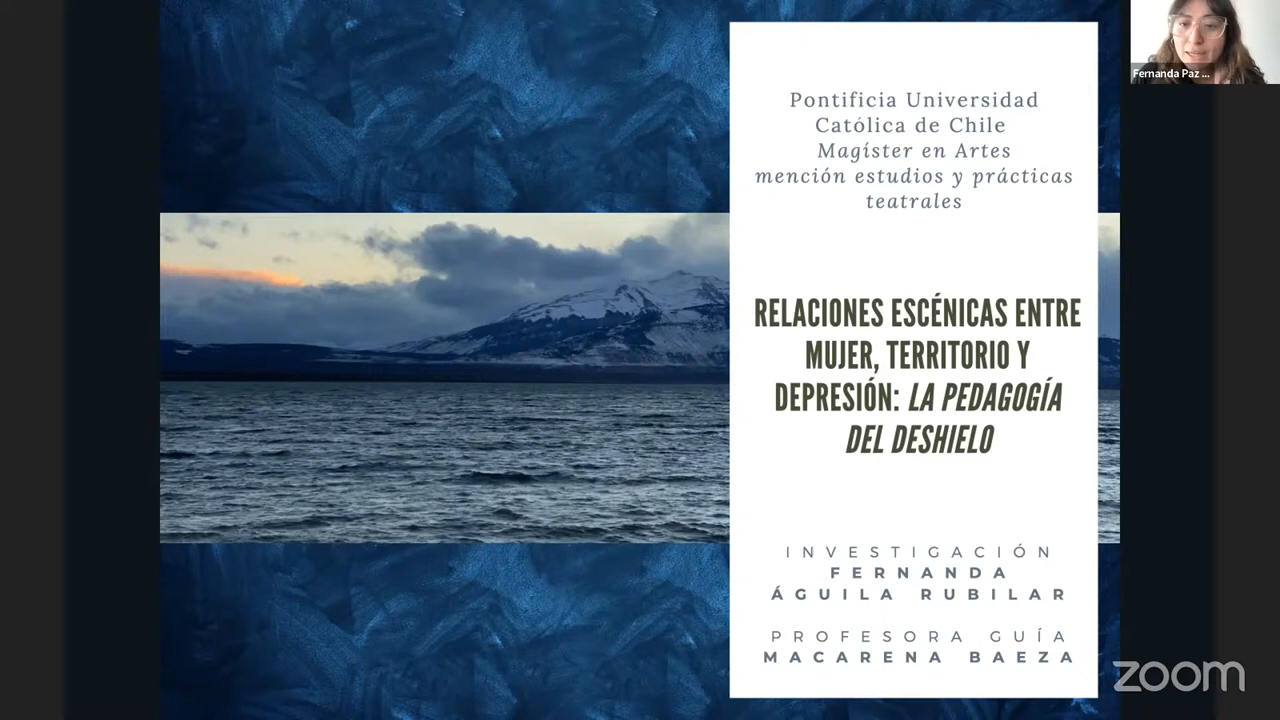 Fernanda Paz ...
Pontificia Universidad
Católica de Chile
Magíster en Artes
mención estudios y prácticas
teatrales
RELACIONES ESCÉNICAS ENTRE
MUJER, TERRITORIO Y
DEPRESIÓN: LA PEDAGOGÍA
DEL DESHIELO
INVESTIGACIÓN
FERNANDA
ÁGUILA RUBILAR
PROFESORA GUÍA
MACARENA BAEZA
zoom